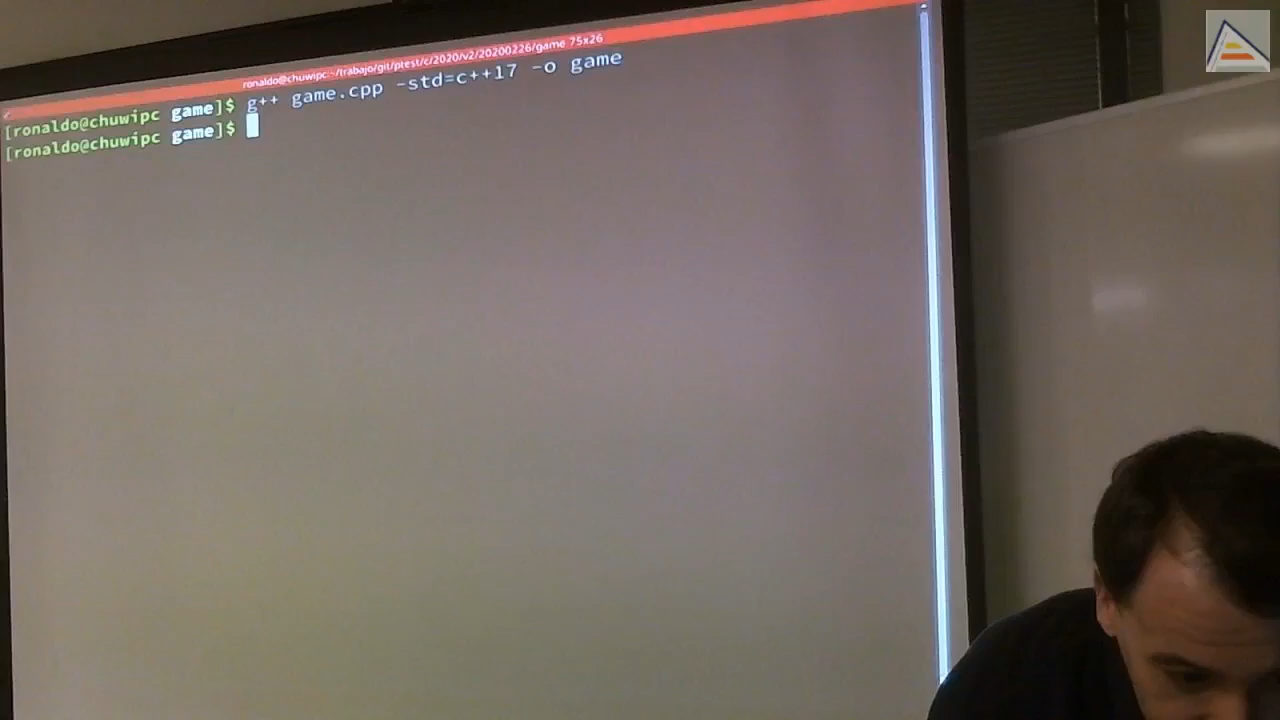 ronaldo@chuwipc:~/trabajo/git/ptest/c/2020/v2/20200226/game 75x26
[ronaldo@chuwipc game]$ g++ game.cpp -std=c++17 -o game
[ronaldo@chuwipc game]$